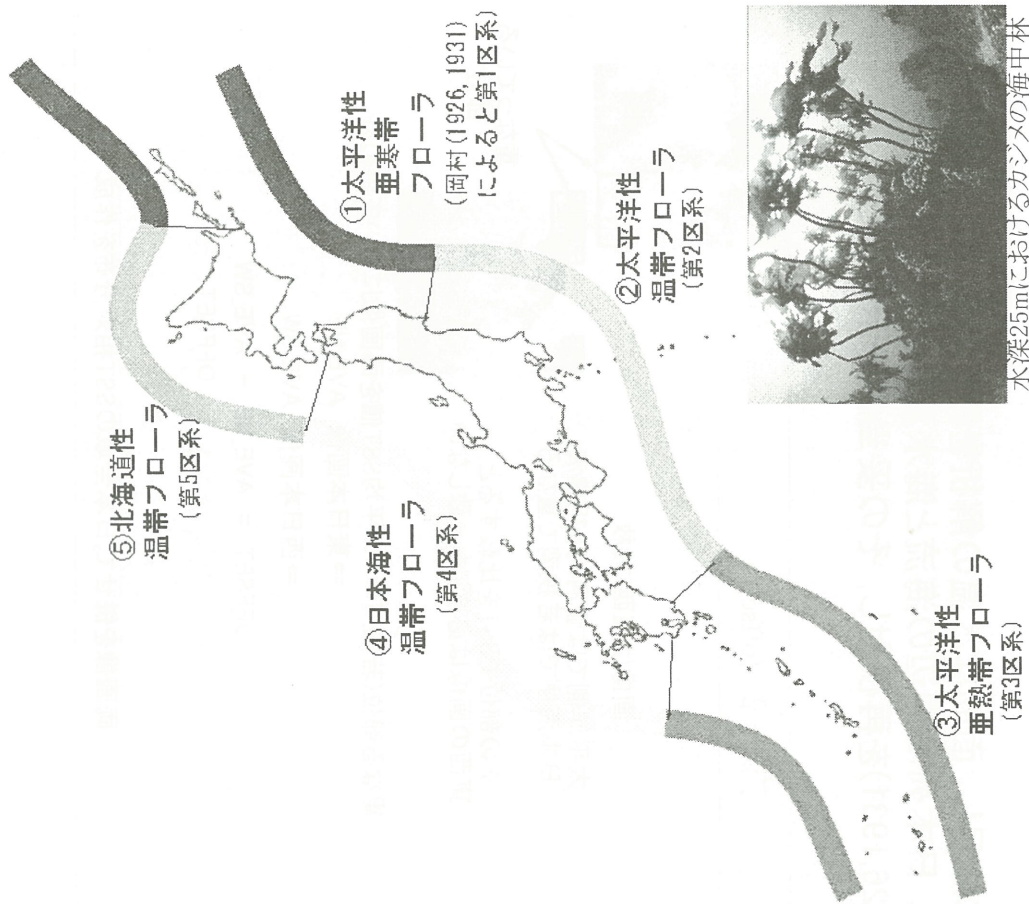 ①太平洋性
亜寒帯
フローラ
(岡村(1926,1931)
によると第1区系)
②太平洋性
温帯フローラ
(第2区系)
③太平洋性
亜熱帯フローラ
(第3区系)
④日本海性
温帯フローラ
(第4区系)
⑤北海道性
温帯フローラ
(第5区系)
水深25mにおけるカジメの海中林